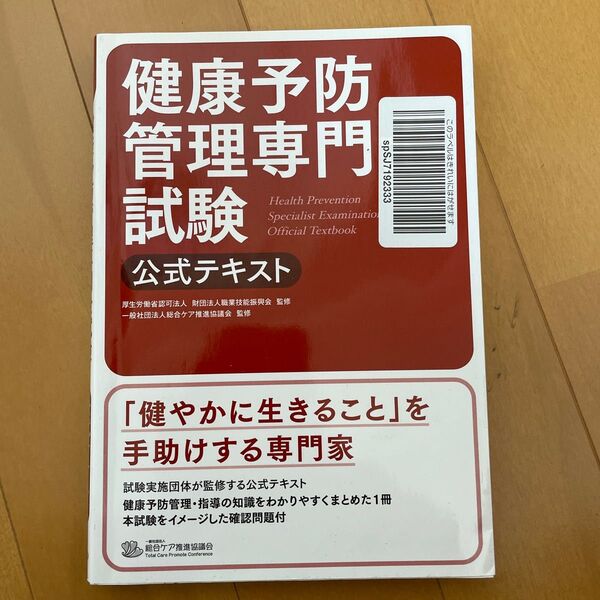 健康予防
管理専門
試験
Health Prevention
Specialist Examination
Official Textbook
公式テキスト
厚生労働省認可法人 財団法人職業技能振興会 監修
一般社団法人総合ケア推進協議会 監修
このラベルはきれいにはがせます
spSJ7192333
「健やかに生きること」を
手助けする専門家
試験実施団体が監修する公式テキスト
健康予防管理・指導の知識をわかりやすくまとめた1冊
本試験をイメージした確認問題付
一般社団法人
総合ケア推進協議会
Total Care Promote Conference